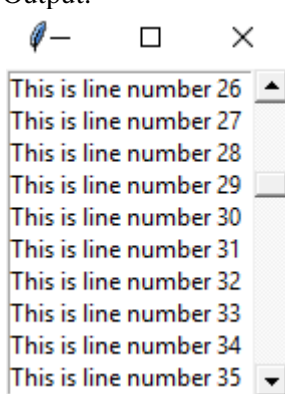 Output:
This is line number 26
This is line number 27
This is line number 28
This is line number 29
This is line number 30
This is line number 31
This is line number 32
This is line number 33
This is line number 34
This is line number 35